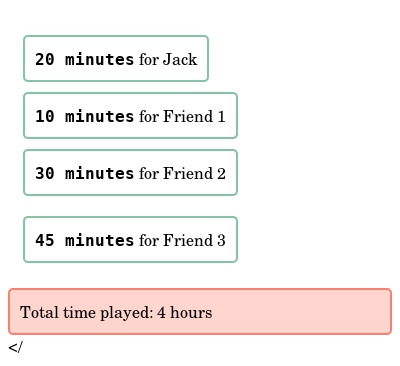 20 minutes for Jack
10 minutes for Friend 1
30 minutes for Friend 2
45 minutes for Friend 3
Total time played: 4 hours
</